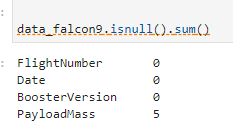 :
data_falcon9.isnull().sum()
:
FlightNumber 0
Date 0
BoosterVersion 0
PayloadMass 5